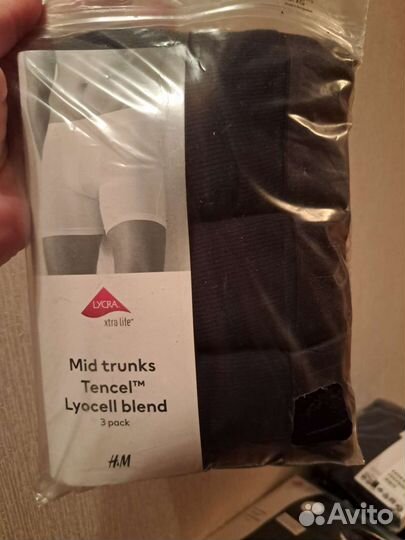 LYCRA
xtra life™
Mid trunks
Tencel™
Lyocell blend
3 pack
H&M
Avito